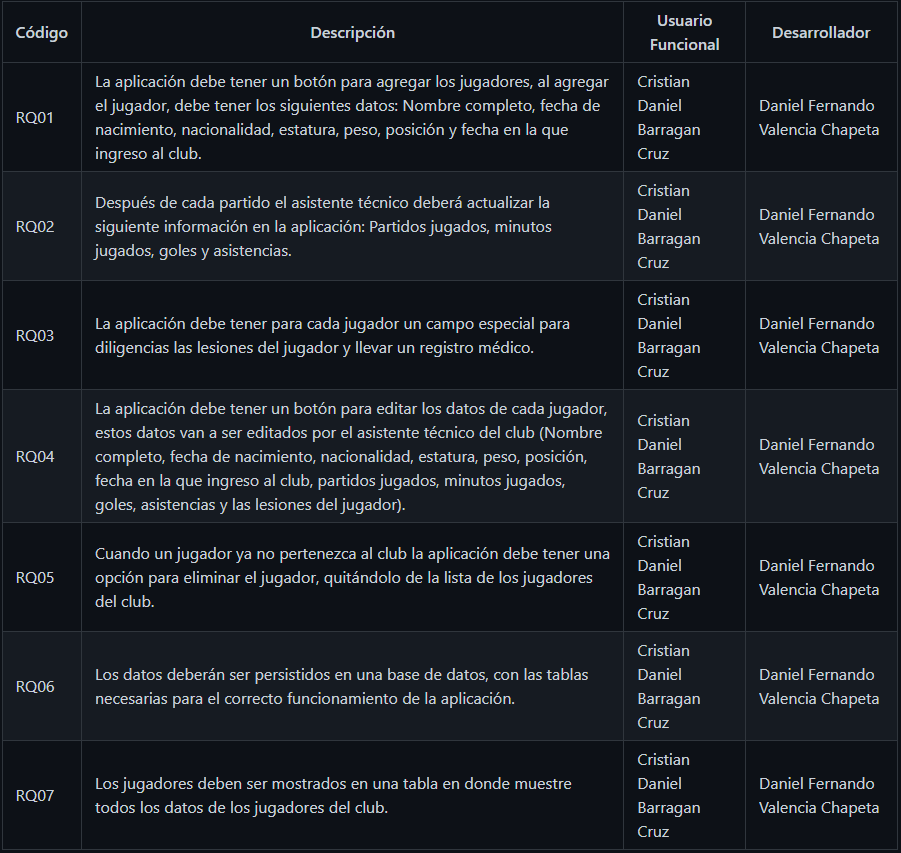 Código
Descripción
Usuario
Funcional
Desarrollador
RQ01
La aplicación debe tener un botón para agregar los jugadores, al agregar
el jugador, debe tener los siguientes datos: Nombre completo, fecha de
nacimiento, nacionalidad, estatura, peso, posición y fecha en la que
ingreso al club.
Cristian
Daniel
Barragan
Cruz
Daniel Fernando
Valencia Chapeta
RQ02
Después de cada partido el asistente técnico deberá actualizar la
siguiente información en la aplicación: Partidos jugados, minutos
jugados, goles y asistencias.
Cristian
Daniel
Barragan
Cruz
Daniel Fernando
Valencia Chapeta
RQ03
La aplicación debe tener para cada jugador un campo especial para
diligencias las lesiones del jugador y llevar un registro médico.
Cristian
Daniel
Barragan
Cruz
Daniel Fernando
Valencia Chapeta
RQ04
La aplicación debe tener un botón para editar los datos de cada jugador,
estos datos van a ser editados por el asistente técnico del club (Nombre
completo, fecha de nacimiento, nacionalidad, estatura, peso, posición,
fecha en la que ingreso al club, partidos jugados, minutos jugados,
goles, asistencias y las lesiones del jugador).
Cristian
Daniel
Barragan
Cruz
Daniel Fernando
Valencia Chapeta
RQ05
Cuando un jugador ya no pertenezca al club la aplicación debe tener una
opción para eliminar el jugador, quitándolo de la lista de los jugadores
del club.
Cristian
Daniel
Barragan
Cruz
Daniel Fernando
Valencia Chapeta
RQ06
Los datos deberán ser persistidos en una base de datos, con las tablas
necesarias para el correcto funcionamiento de la aplicación.
Cristian
Daniel
Barragan
Cruz
Daniel Fernando
Valencia Chapeta
RQ07
Los jugadores deben ser mostrados en una tabla en donde muestre
todos los datos de los jugadores del club.
Cristian
Daniel
Barragan
Cruz
Daniel Fernando
Valencia Chapeta